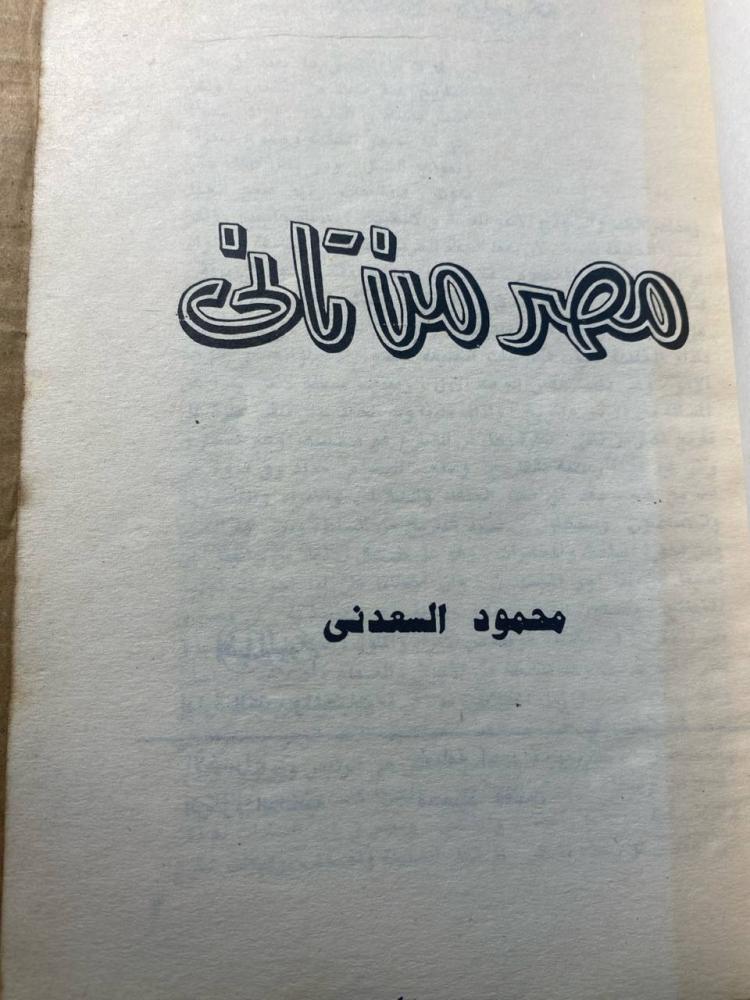 مصر من تانى
محمود السعدنى